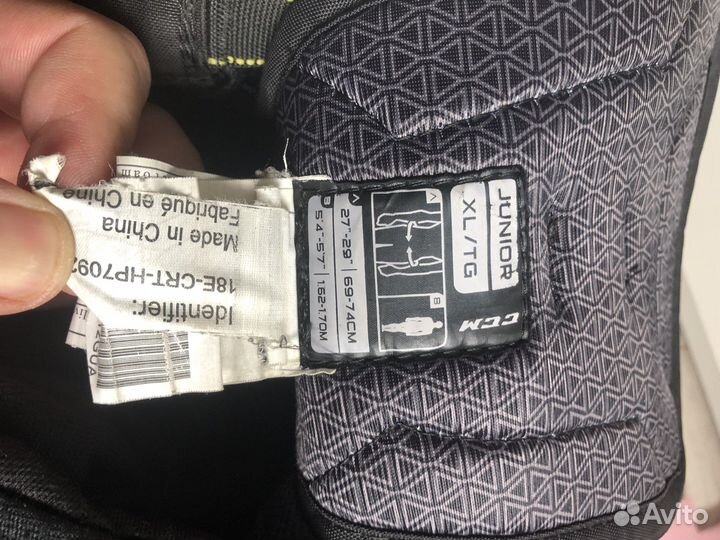 CCM
JUNIOR
XL/TG
A
B
A 27"-29" | 69-74CM
B 5'4"-5'7" | 162-170M
Identifier:
18E-CRT-HP709
Made in China
Fabriqué en Chine
Avito